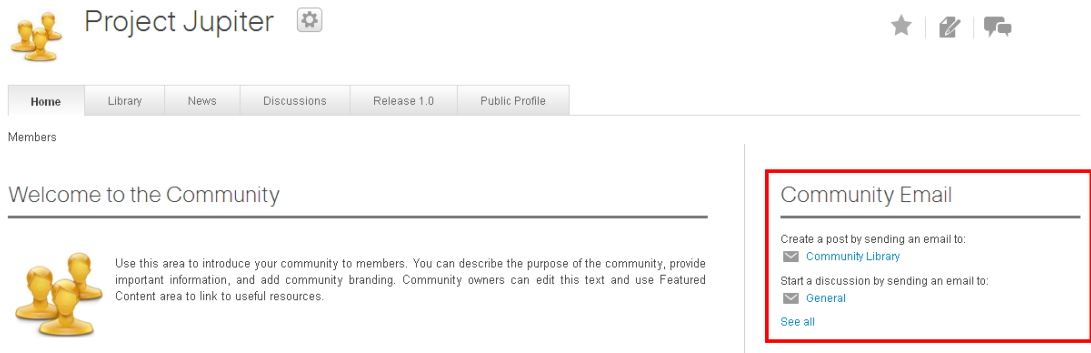 Project Jupiter
Home
Library
News
Discussions
Release 1.0
Public Profile
Members
Welcome to the Community
Use this area to introduce your community to members. You can describe the purpose of the community, provide
important information, and add community branding. Community owners can edit this text and use Featured
Content area to link to useful resources.
Community Email
Create a post by sending an email to:
Community Library
Start a discussion by sending an email to:
General
See all